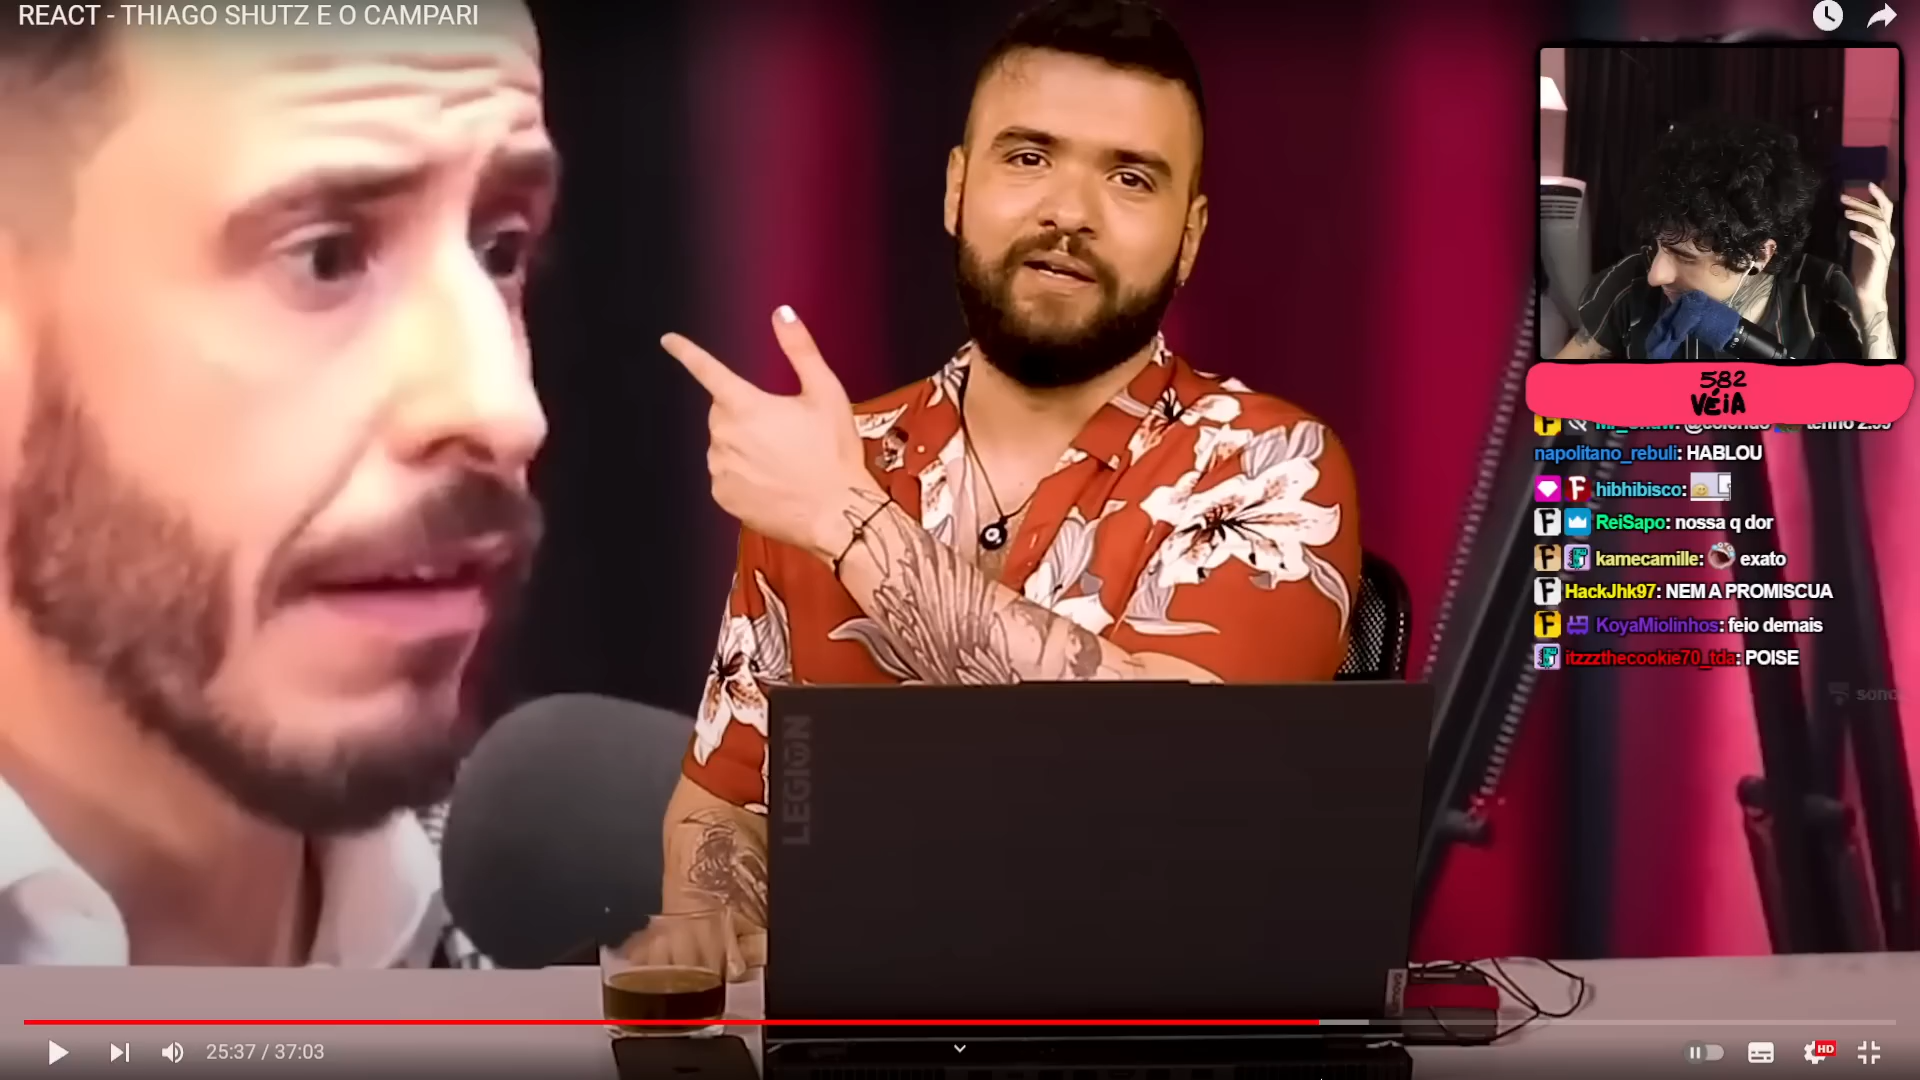 REACT - THIAGO SHUTZ E O CAMPARI
582
VÉIA
napolitano_rebuli: HABLOU
hibhibisco:
ReiSapo: nossa q dor
kamecamille: exato
HackJhk97: NEM A PROMISCUA
KoyaMiolinhos: feio demais
itzzzthecookie70_tda: POISE
LEGION
25:37 / 37:03
HD